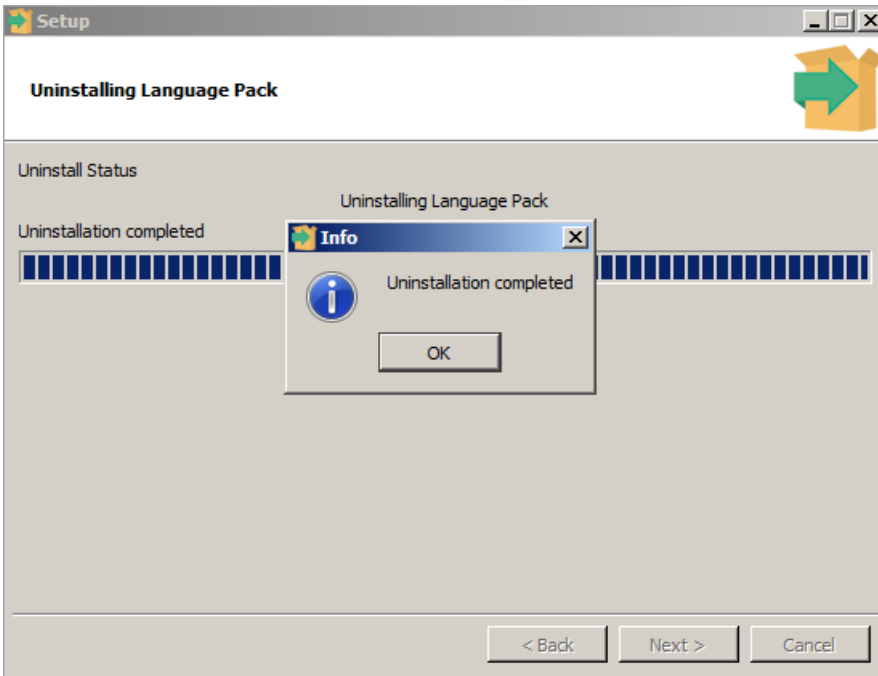 Setup
Uninstalling Language Pack
Uninstall Status
Uninstalling Language Pack
Uninstallation completed
Info
Uninstallation completed
OK
< Back
Next >
Cancel